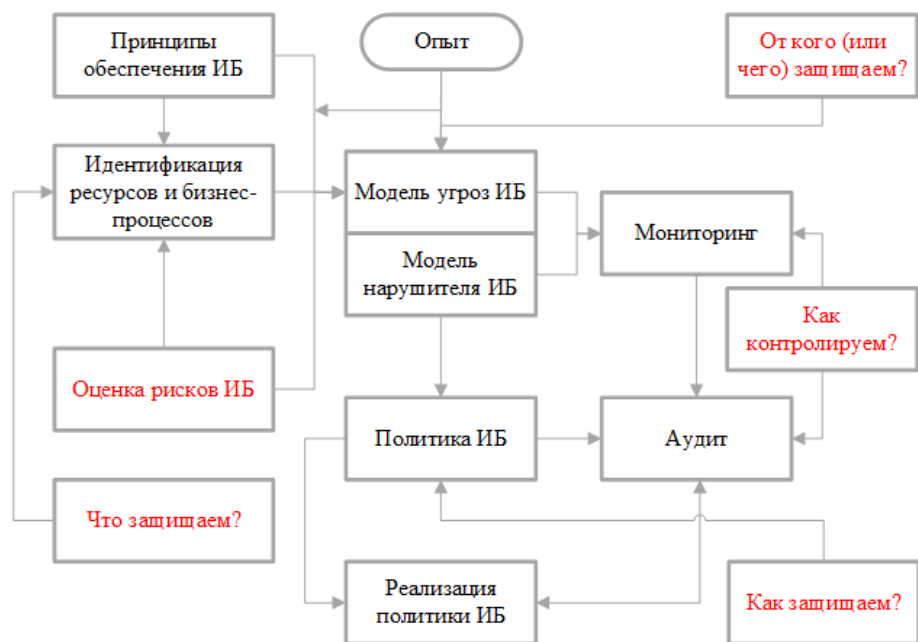 Принципы
обеспечения ИБ
Опыт
От кого (или
чего) защищаем?
Идентификация
ресурсов и бизнес-
процессов
Модель угроз ИБ
Модель
нарушителя ИБ
Мониторинг
Как
контролируем?
Оценка рисков ИБ
Политика ИБ
Аудит
Что защищаем?
Реализация
политики ИБ
Как защищаем?